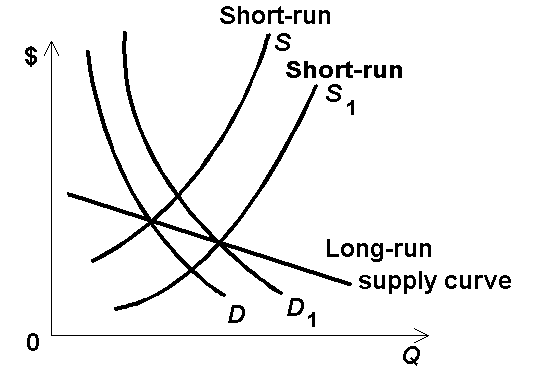 Short-run
S
$
Short-run
S1
Long-run
supply curve
D
D1
0
Q